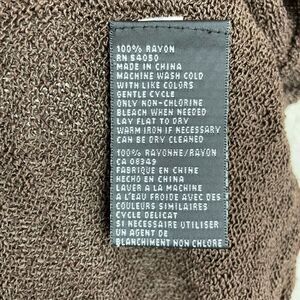 100% RAYON
RN 84080
MADE IN CHINA
MACHINE WASH COLD
WITH LIKE COLORS
GENTLE CYCLE
ONLY NON-CHLORINE
BLEACH WHEN NEEDED
LAY FLAT TO DRY
WARM IRON IF NECESSARY
CAN BE DRY CLEANED
100% RAYONNE/RAYON
CA 08349
FABRIQUE EN CHINE
HECHO EN CHINA
LAVER A LA MACHINE
A L'EAU FROIDE AVEC DES
COULEURS SIMILAIRES
CYCLE DELICAT
SI NECESSAIRE UTILISER
UN AGENT DE
BLANCHIMENT NON CHLORE